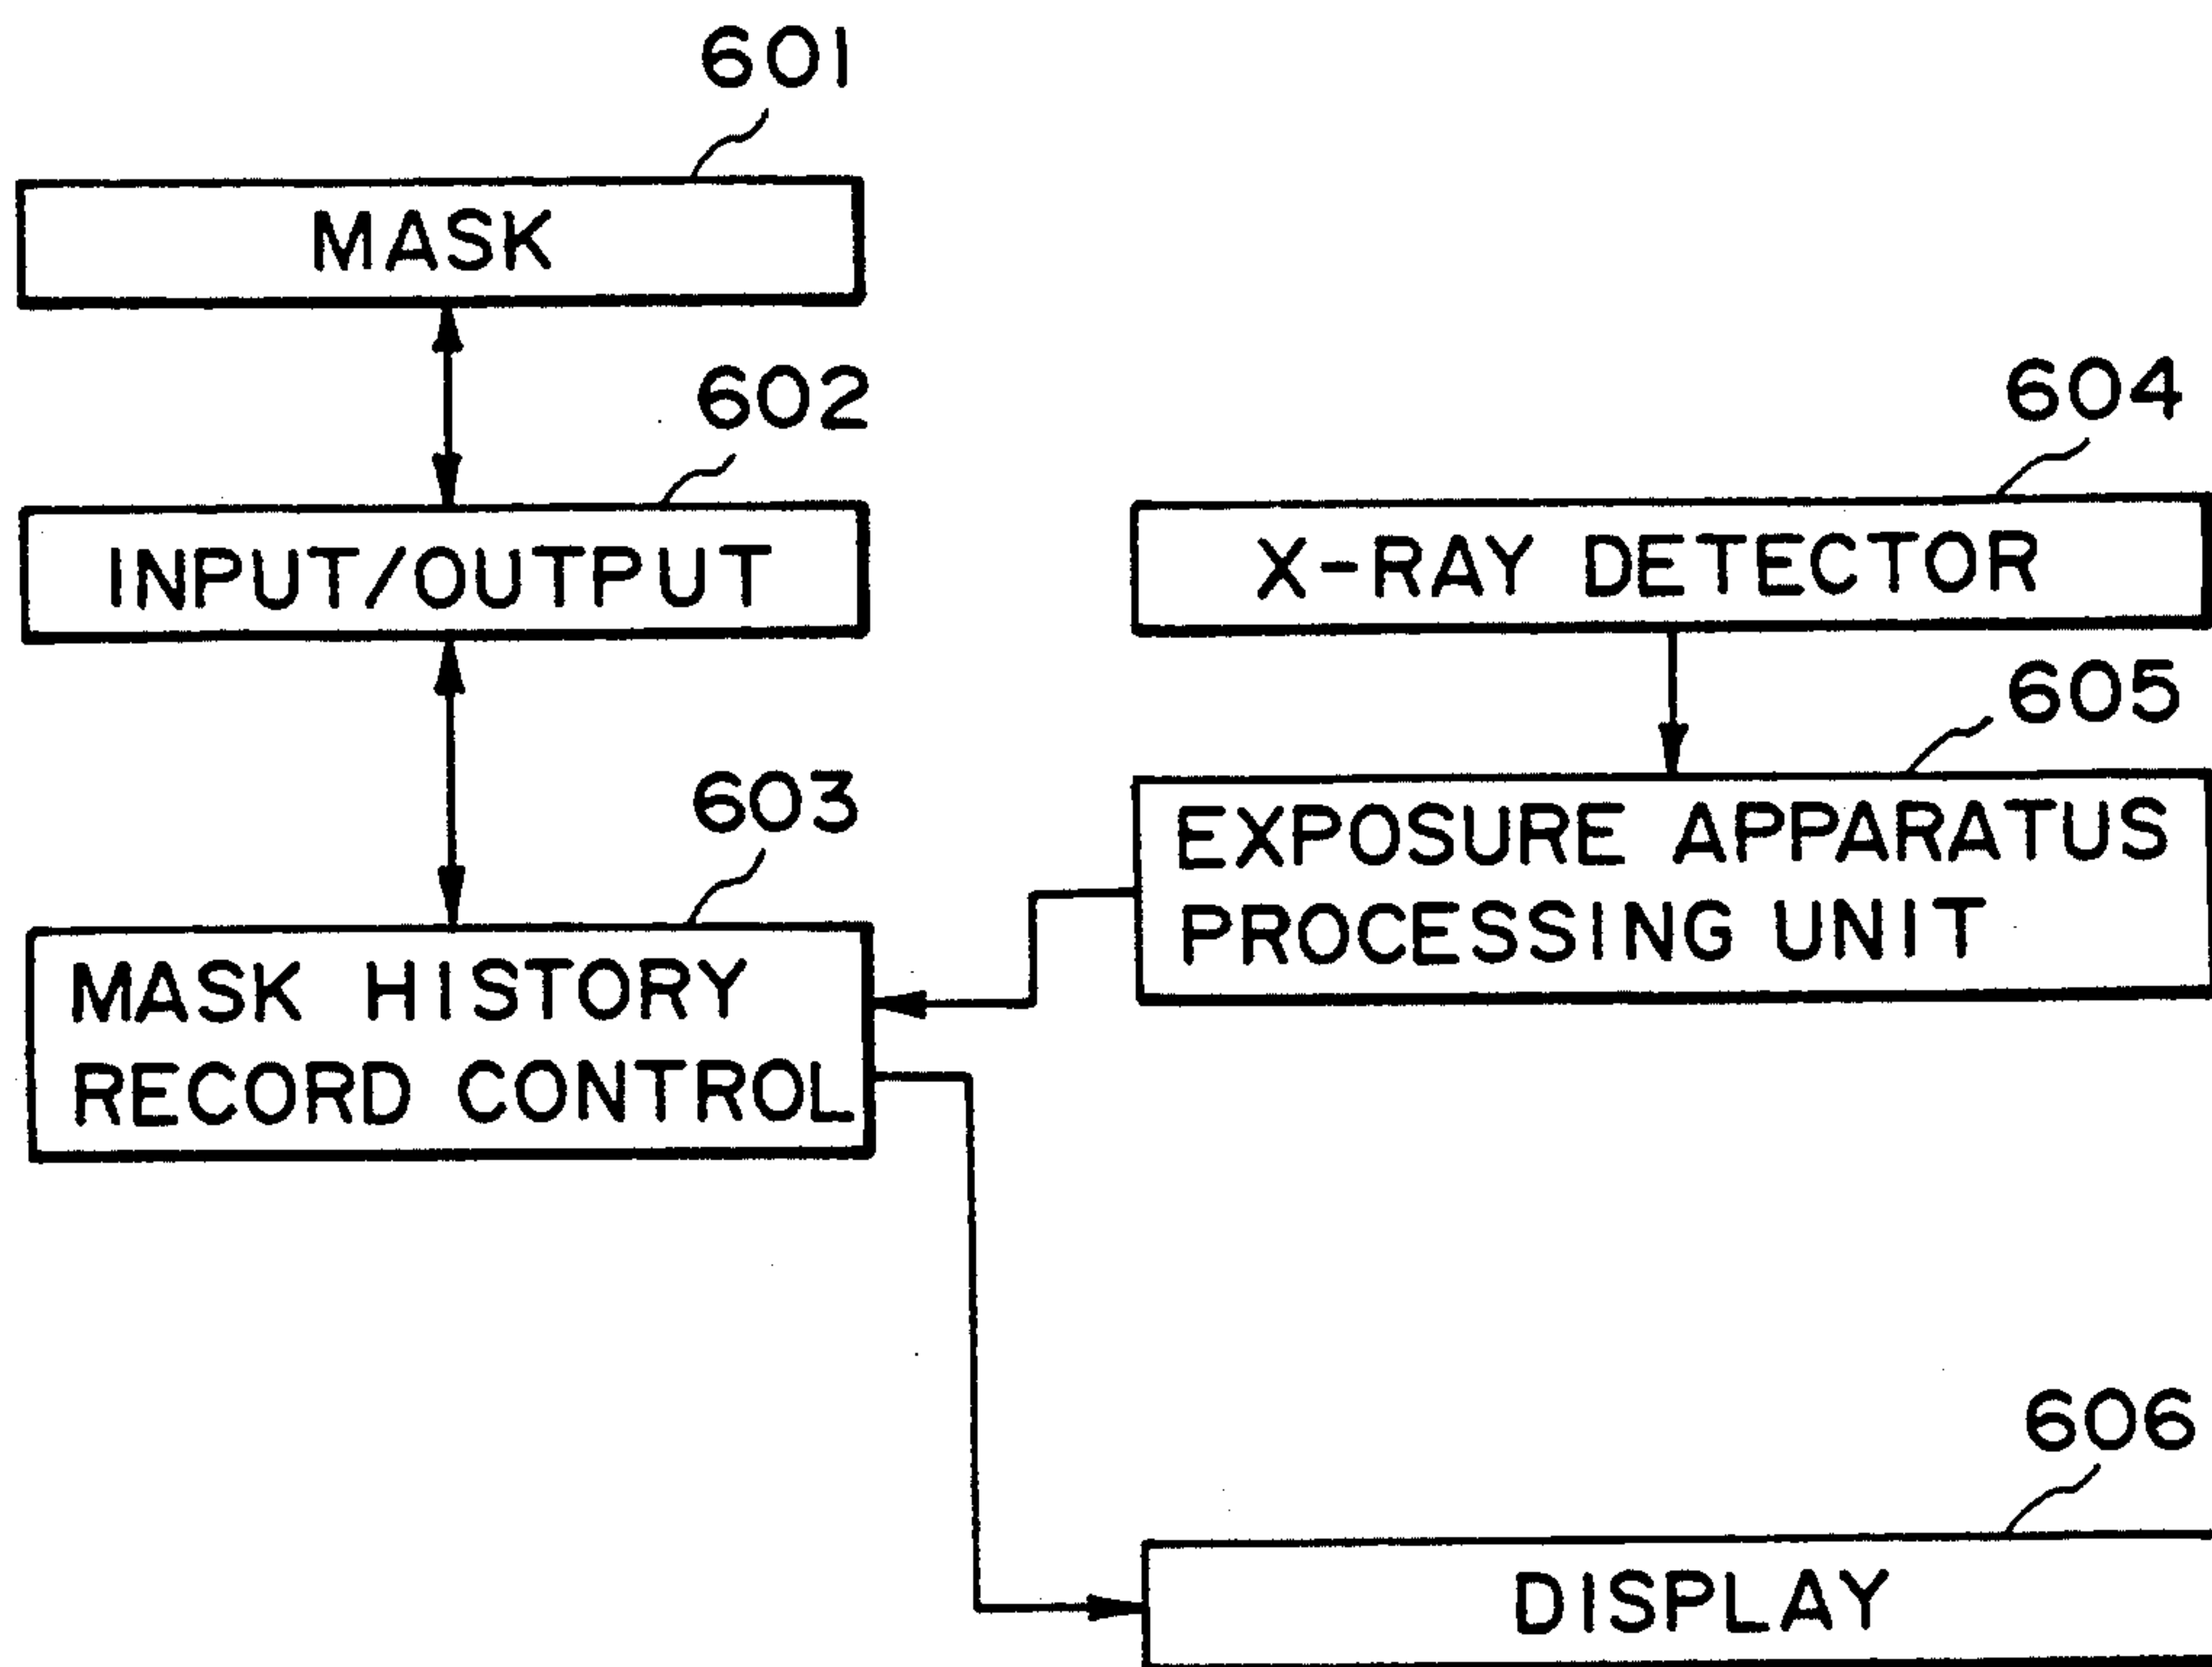 601
MASK
602
INPUT/OUTPUT
603
MASK HISTORY
RECORD CONTROL
604
X-RAY DETECTOR
605
EXPOSURE APPARATUS
PROCESSING UNIT
606
DISPLAY